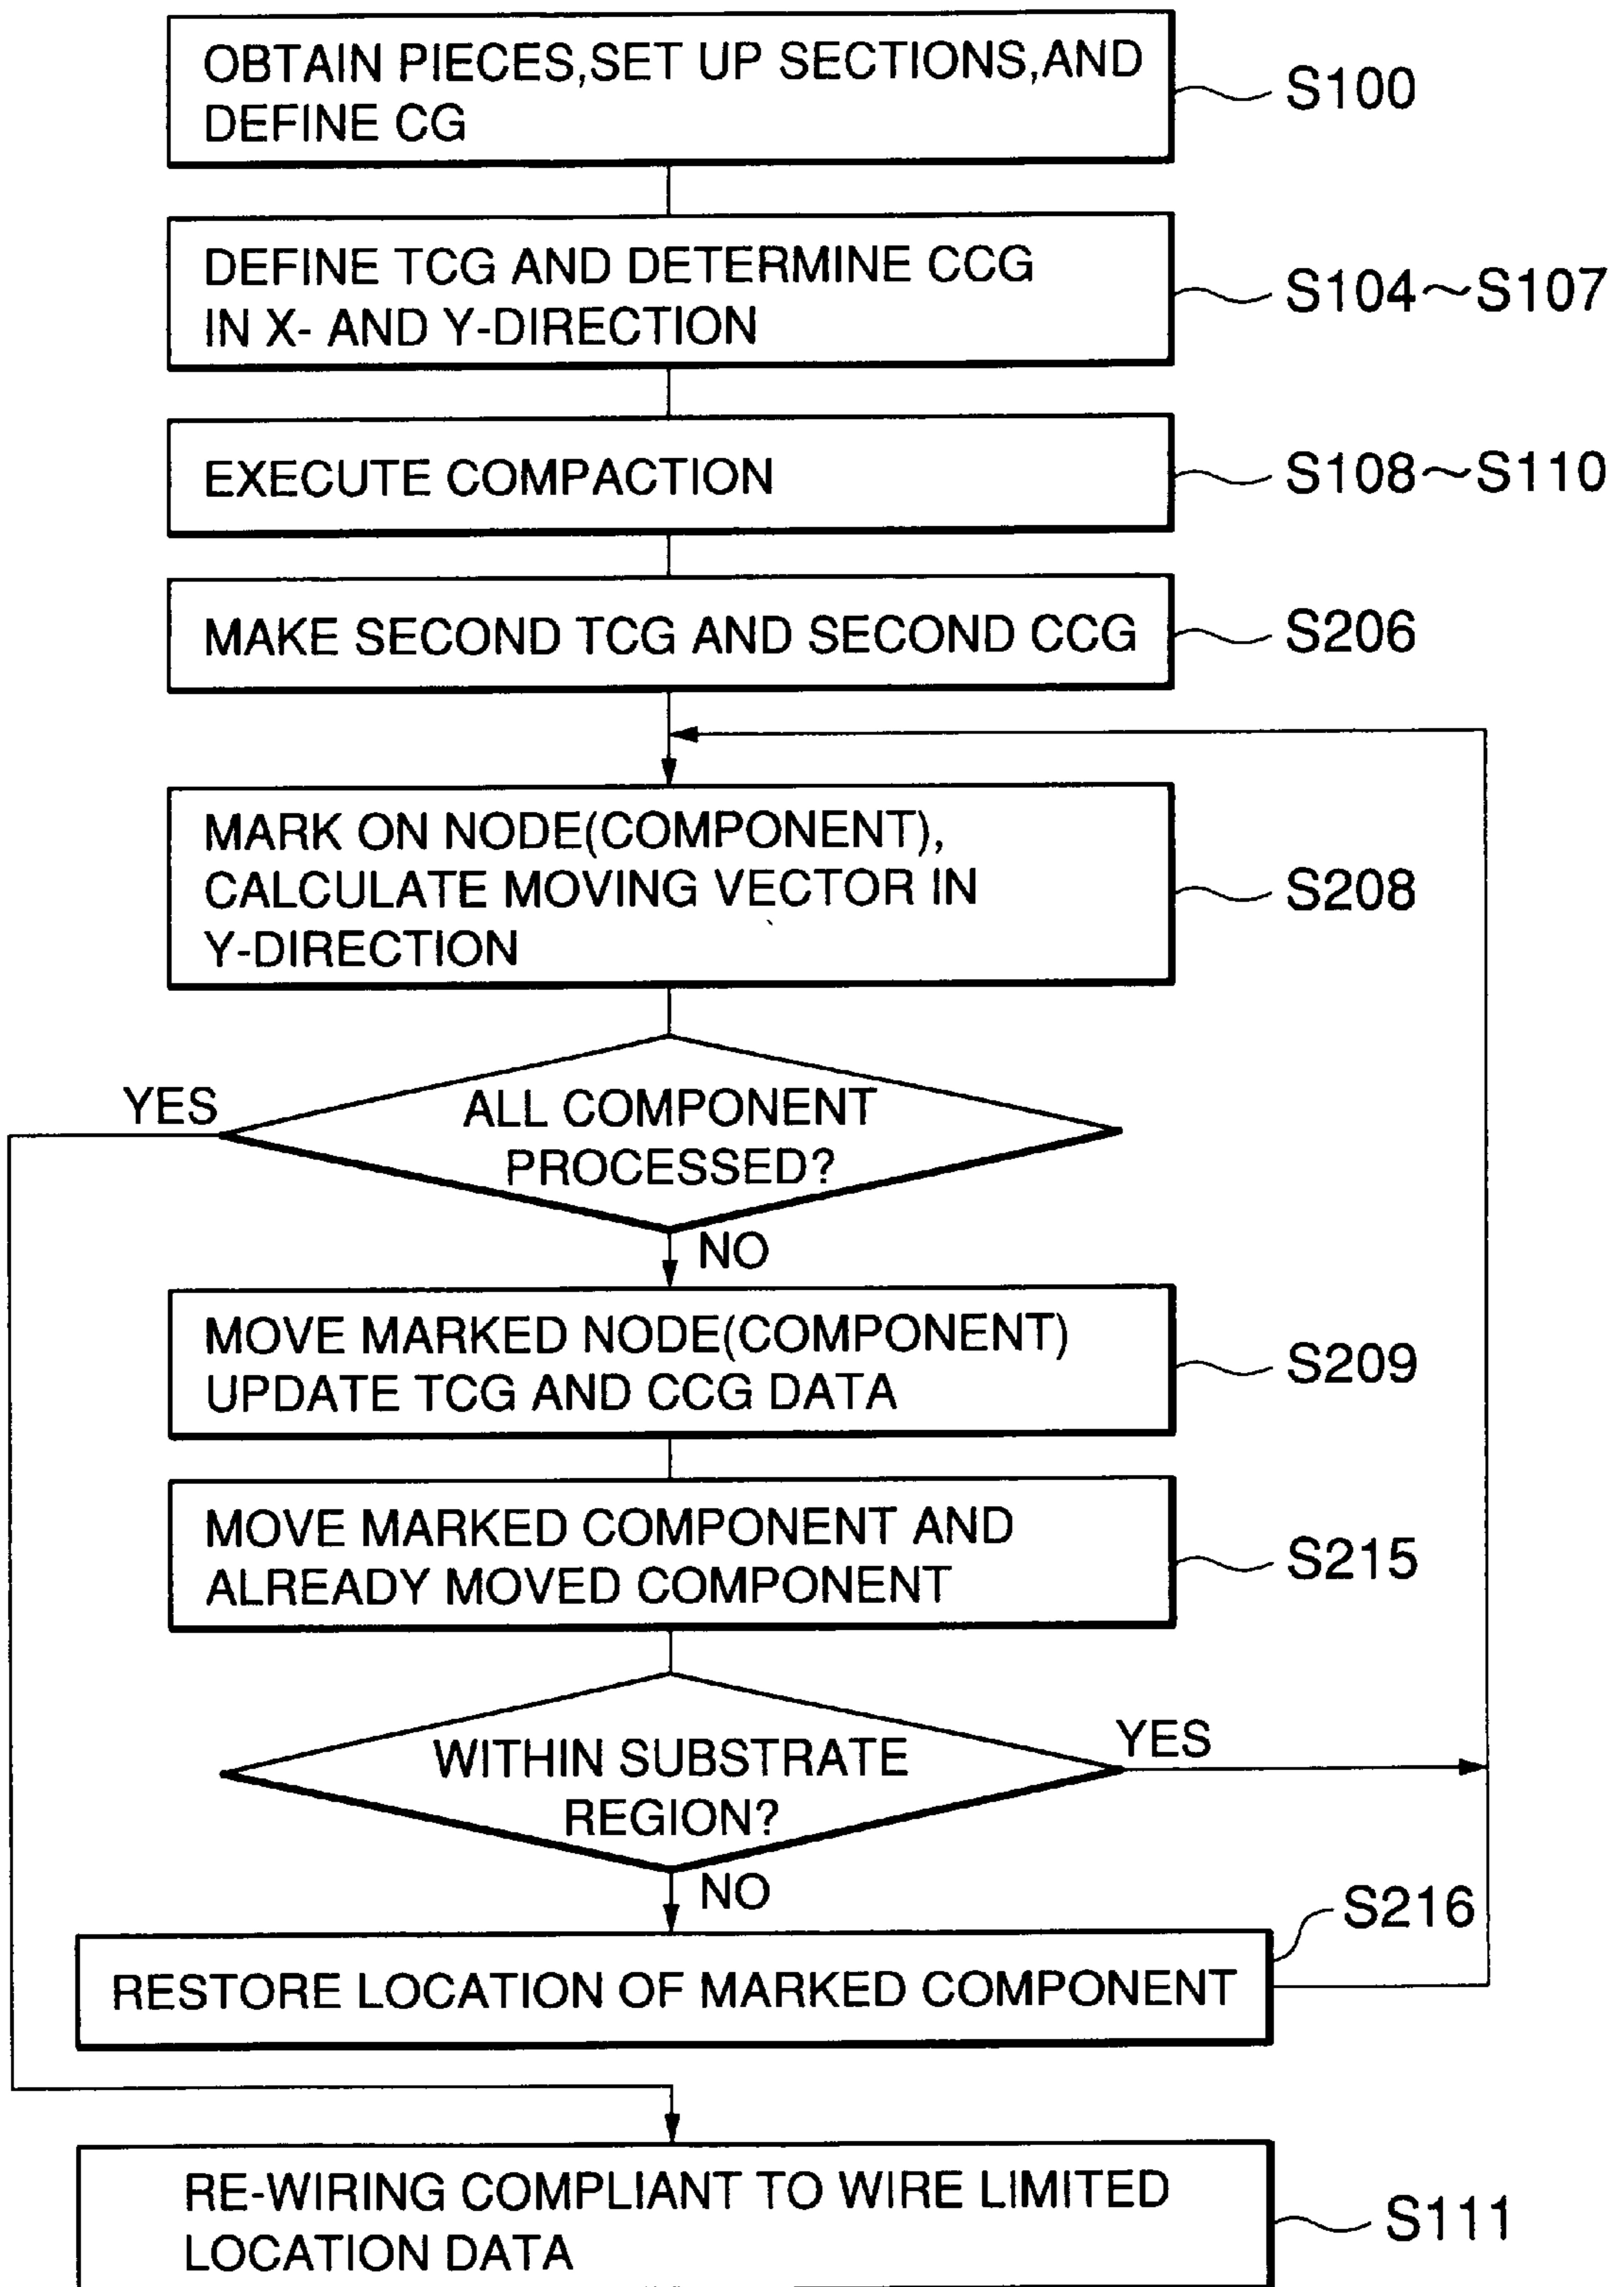 OBTAIN PIECES,SET UP SECTIONS,AND
DEFINE CG
S100
DEFINE TCG AND DETERMINE CCG
IN X- AND Y-DIRECTION
S104~S107
EXECUTE COMPACTION
S108~S110
MAKE SECOND TCG AND SECOND CCG
S206
MARK ON NODE(COMPONENT),
CALCULATE MOVING VECTOR IN
Y-DIRECTION
S208
YES
ALL COMPONENT
PROCESSED?
NO
MOVE MARKED NODE(COMPONENT)
UPDATE TCG AND CCG DATA
S209
MOVE MARKED COMPONENT AND
ALREADY MOVED COMPONENT
S215
WITHIN SUBSTRATE
REGION?
YES
NO
S216
RESTORE LOCATION OF MARKED COMPONENT
RE-WIRING COMPLIANT TO WIRE LIMITED
LOCATION DATA
S111